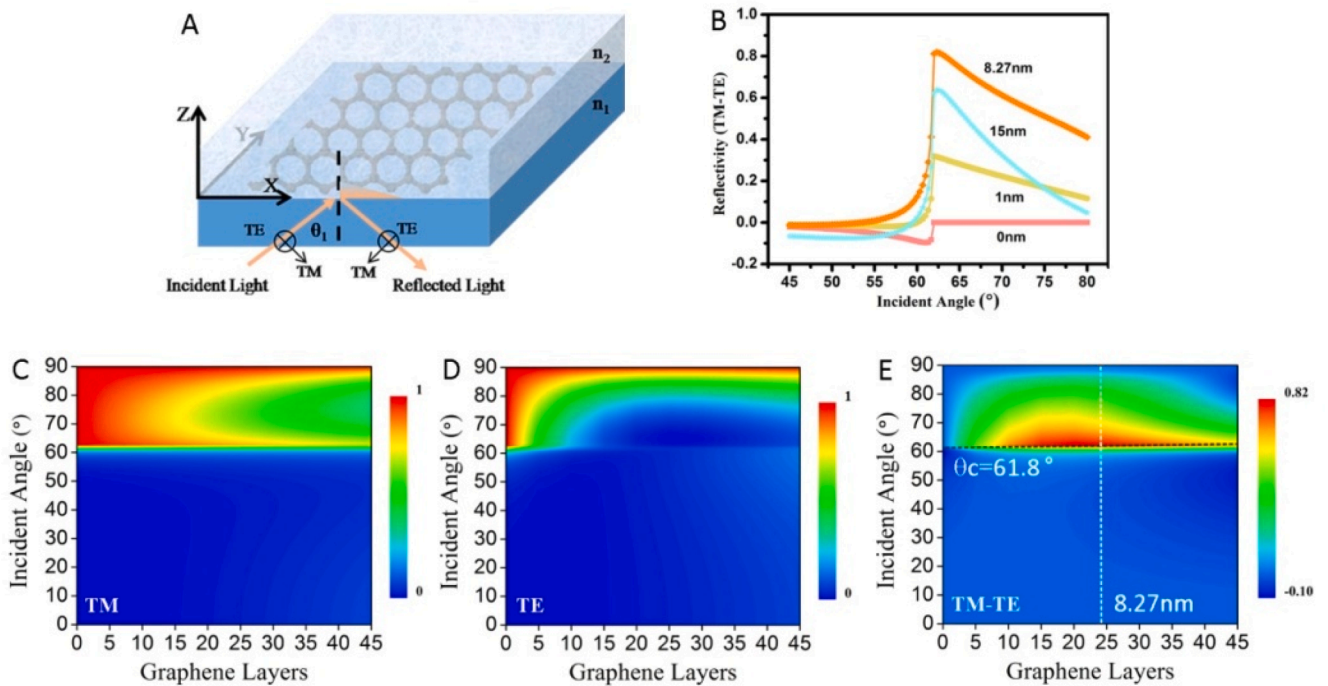 A
n2
n1
Z
Y
X
TE
θ1
TE
TM
TM
Incident Light
Reflected Light
B
Reflectivity (TM-TE)
1.0
0.8
0.6
0.4
0.2
0.0
-0.2
8.27nm
15nm
1nm
0nm
45 50 55 60 65 70 75 80
Incident Angle (°)
C
Incident Angle (°)
90
80
70
60
50
40
30
20
10
0
TM
0 5 10 15 20 25 30 35 40 45
Graphene Layers
1
0
D
Incident Angle (°)
90
80
70
60
50
40
30
20
10
0
TE
0 5 10 15 20 25 30 35 40 45
Graphene Layers
1
0
E
Incident Angle (°)
90
80
70
60
50
40
30
20
10
0
θc=61.8°
TM-TE
8.27nm
0 5 10 15 20 25 30 35 40 45
Graphene Layers
0.82
-0.10